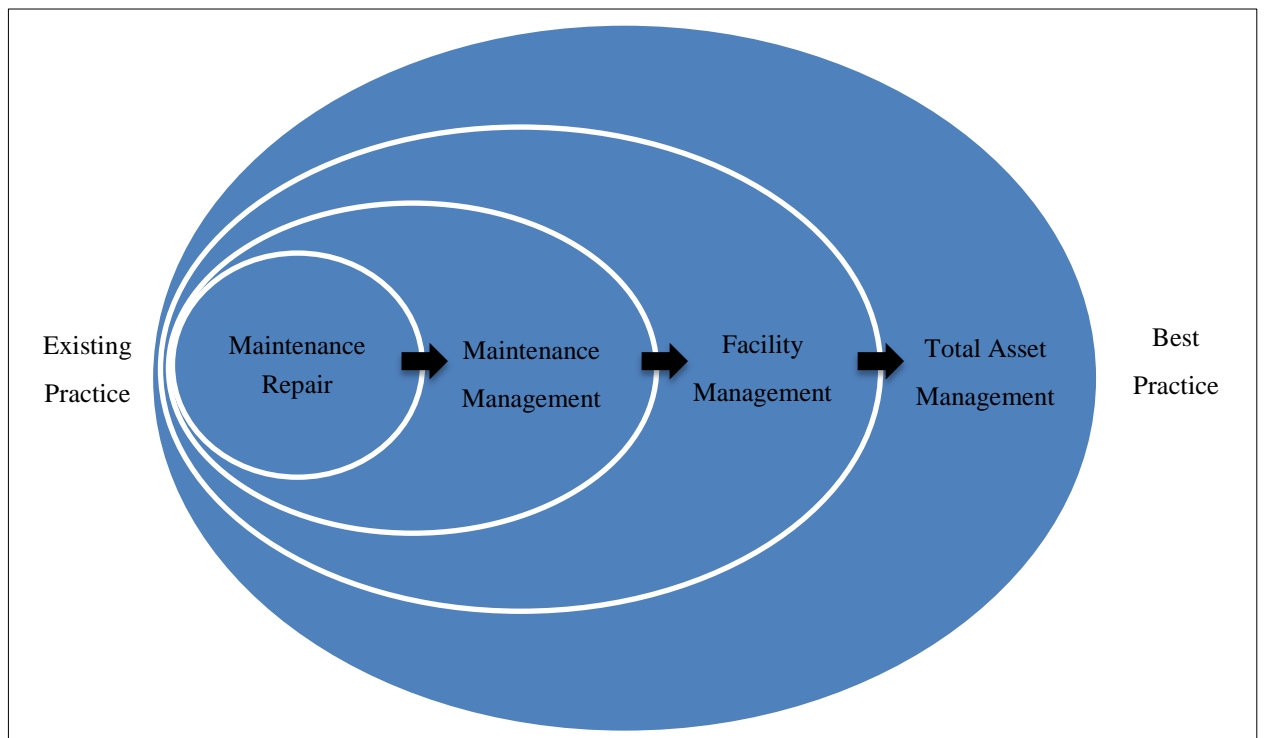 Existing
Practice
Maintenance
Repair
Maintenance
Management
Facility
Management
Total Asset
Management
Best
Practice